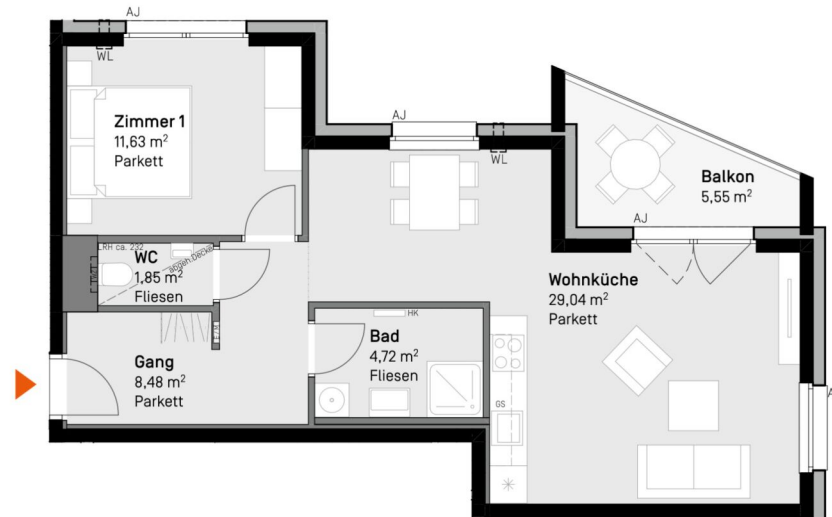 AJ
WL
Zimmer 1
11,63 m²
Parkett
AJ
WL
Balkon
5,55 m²
AJ
LRH ca. 232
WC
1,85 m²
Fliesen
abgeh.Decke
Wohnküche
29,04 m²
Parkett
HK
Bad
4,72 m²
Fliesen
Gang
8,48 m²
Parkett
GS